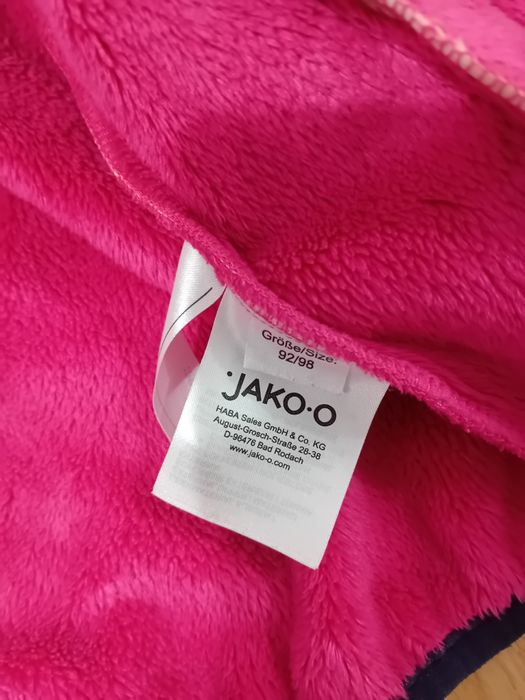 Größe/Size:
92/98
JAKO-O
HABA Sales GmbH & Co. KG
August-Grosch-Straße 28-38
D-96476 Bad Rodach
www.jako-o.com